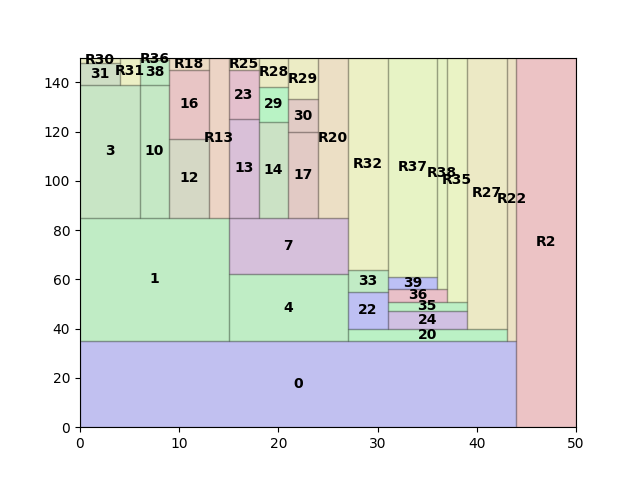 R30 R36 R18 R25
140 31 R31 38 R28 R29
120 16 23 29 30
3 10 R13 R20
100 12 13 14 17 R32 R37 R38 R35 R27 R22
80 7 R2
60 1 33 39
4 22 36 35
40 24 20
20 0
0
0 10 20 30 40 50